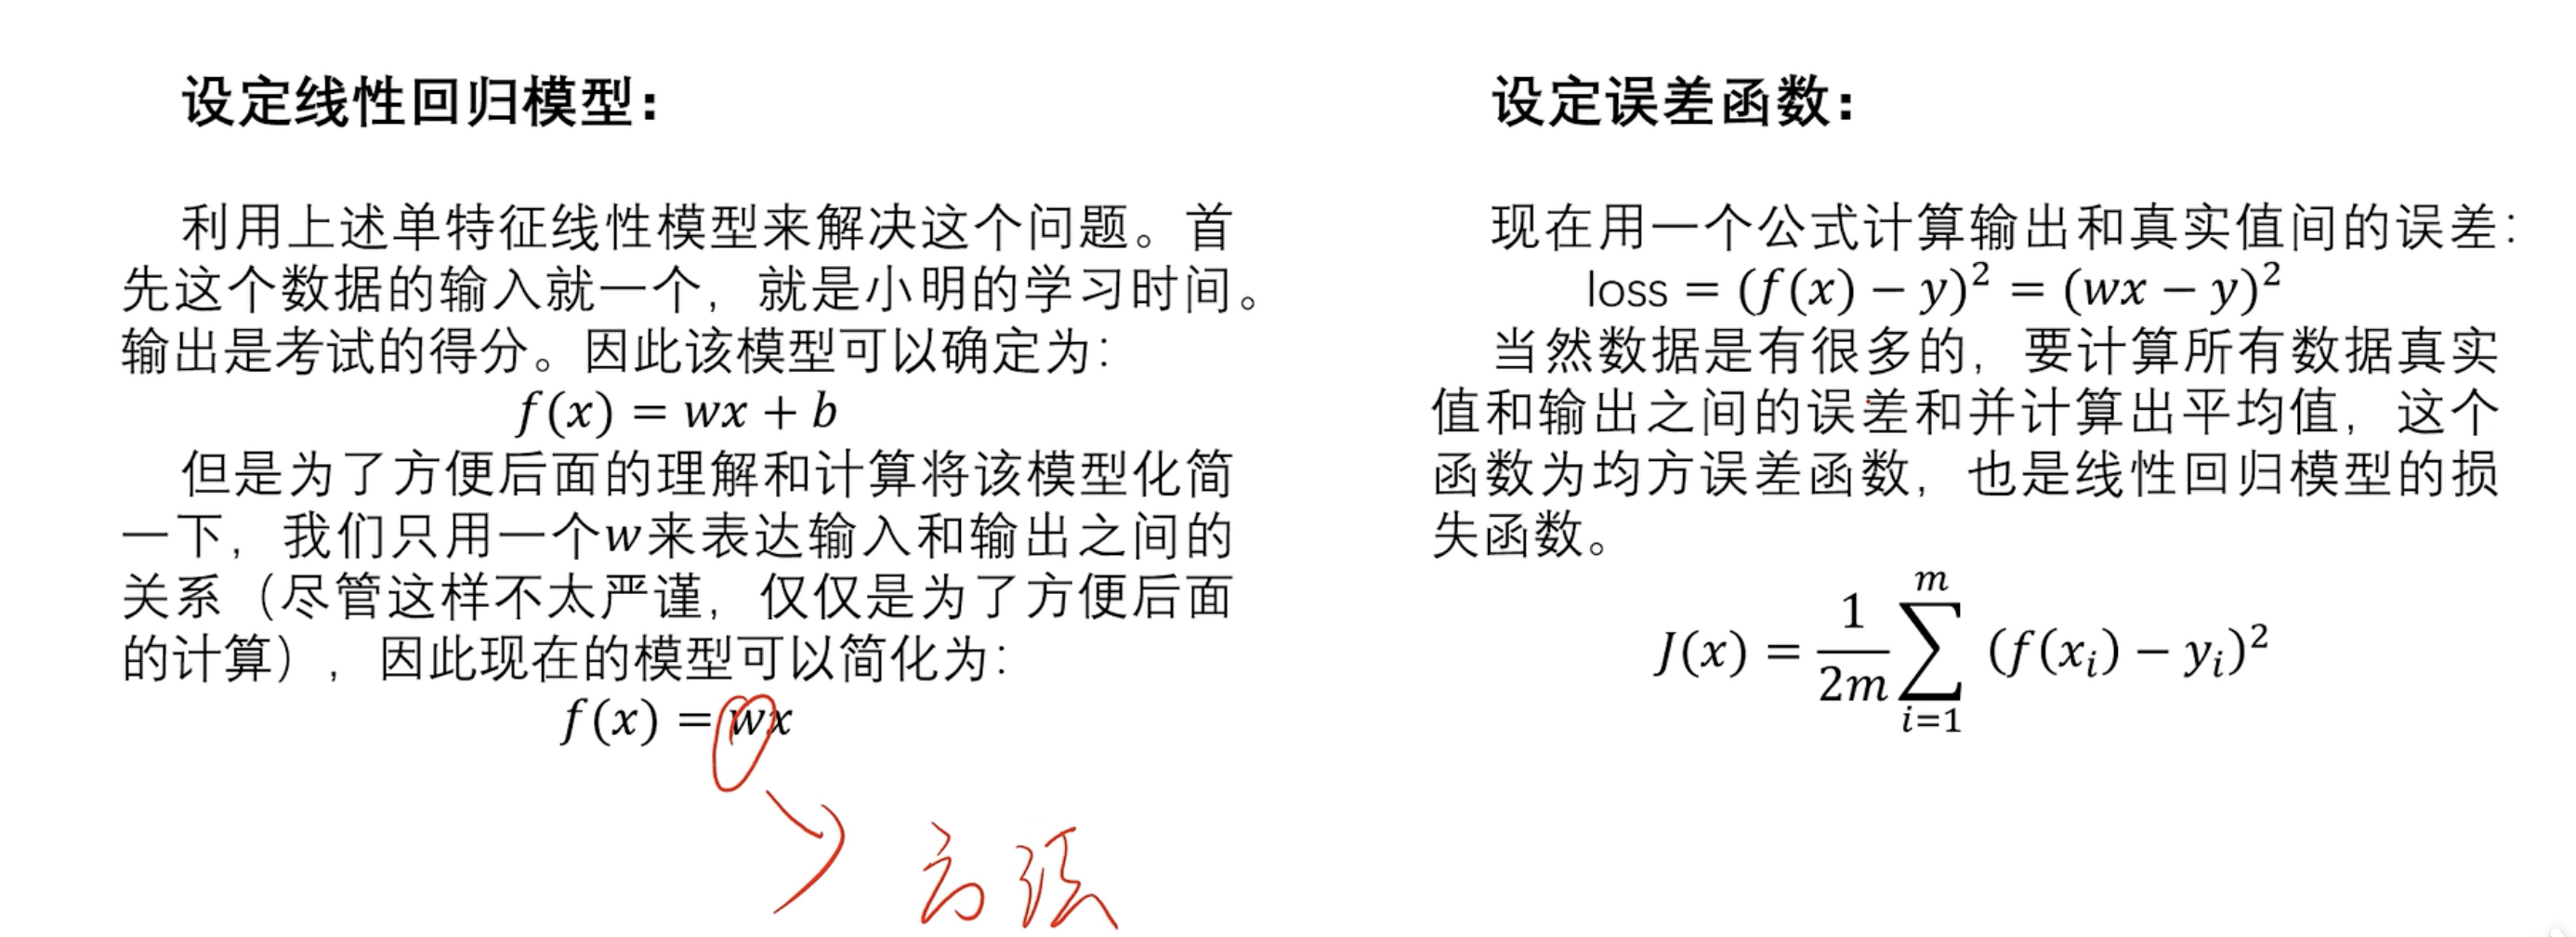 设定线性回归模型:
利用上述单特征线性模型来解决这个问题。首
先这个数据的输入就一个，就是小明的学习时间。
输出是考试的得分。因此该模型可以确定为:
f(x) = wx + b
但是为了方便后面的理解和计算将该模型化简
一下，我们只用一个w来表达输入和输出之间的
关系（尽管这样不太严谨，仅仅是为了方便后面
的计算），因此现在的模型可以简化为:
f(x) = wx
设定误差函数:
现在用一个公式计算输出和真实值间的误差:
loss = (f(x) − y)² = (wx − y)²
当然数据是有很多的，要计算所有数据真实
值和输出之间的误差和并计算出平均值，这个
函数为均方误差函数，也是线性回归模型的损
失函数。
J(x) = \frac{1}{2m} \sum_{i=1}^{m} (f(x_i) − y_i)²